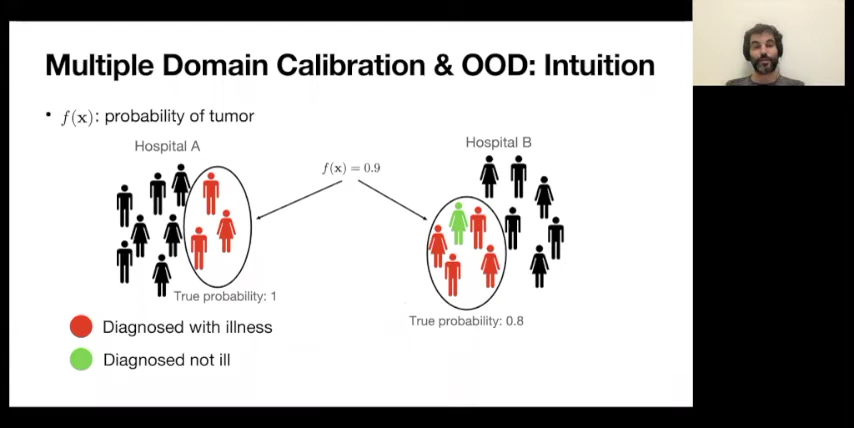 Multiple Domain Calibration & OOD: Intuition
• f(x): probability of tumor
Hospital A
Hospital B
f(x) = 0.9
True probability: 1
True probability: 0.8
Diagnosed with illness
Diagnosed not ill